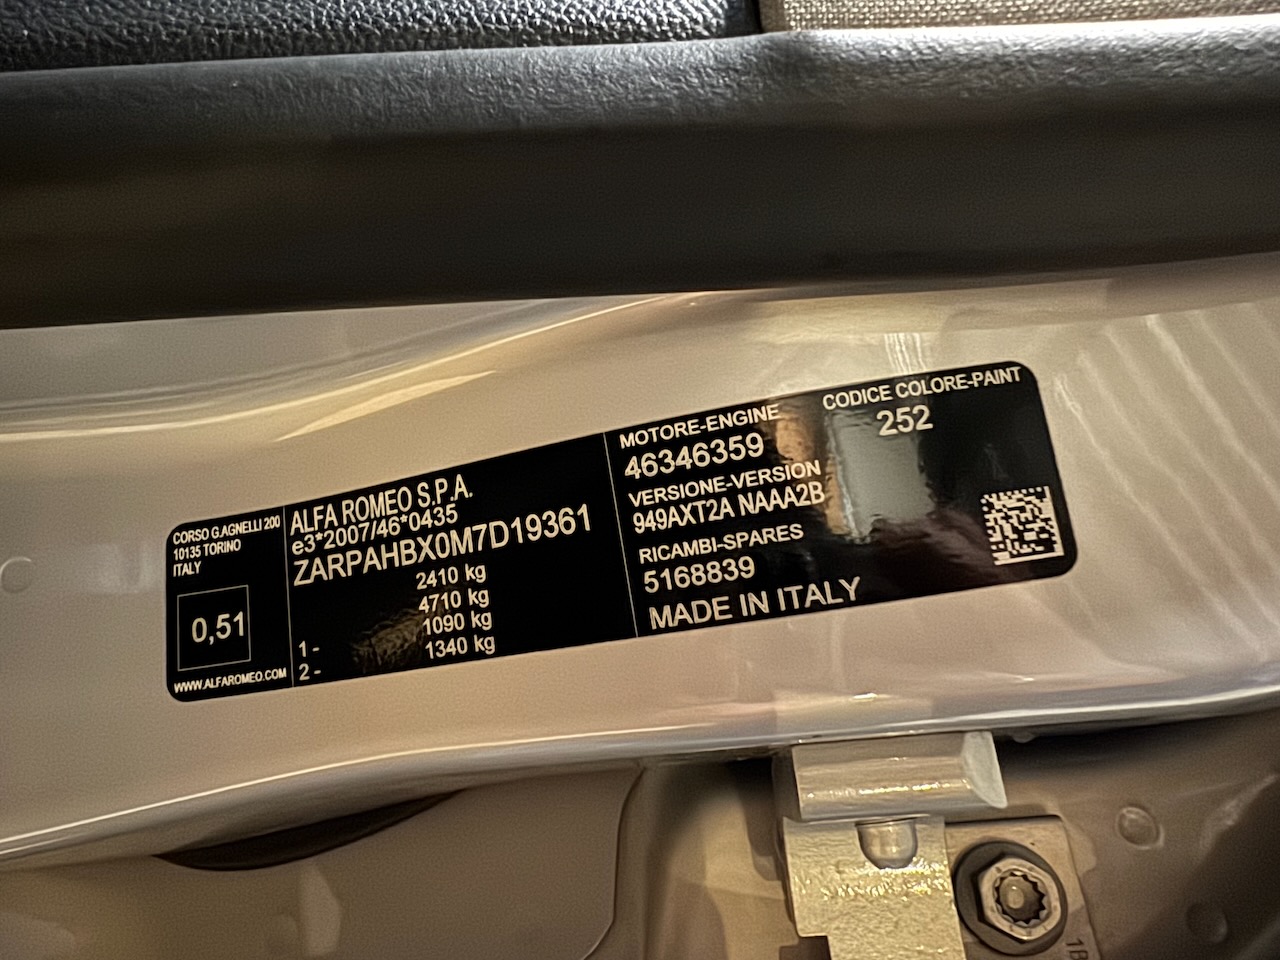 CORSO G.AGNELLI 200
10135 TORINO
ITALY
0,51
WWW.ALFAROMEO.COM
ALFA ROMEO S.P.A.
e3*2007/46*0435
ZARPAHBX0M7D19361
2410 kg
4710 kg
1 - 1090 kg
2 - 1340 kg
MOTORE-ENGINE
46346359
VERSIONE-VERSION
949AXT2A NAAA2B
RICAMBI-SPARES
5168839
MADE IN ITALY
CODICE COLORE-PAINT
252